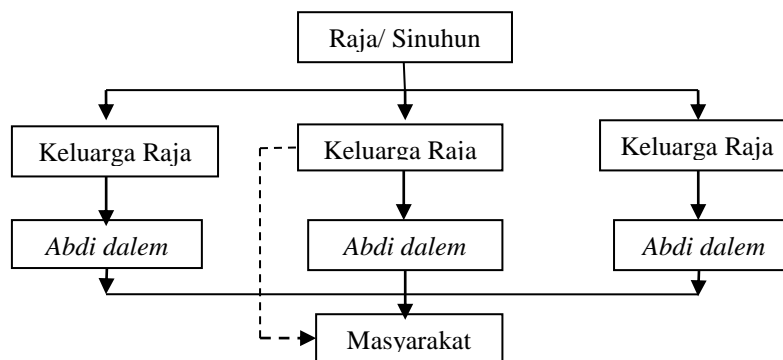 Raja/ Sinuhun
Keluarga Raja
Keluarga Raja
Keluarga Raja
Abdi dalem
Abdi dalem
Abdi dalem
Masyarakat